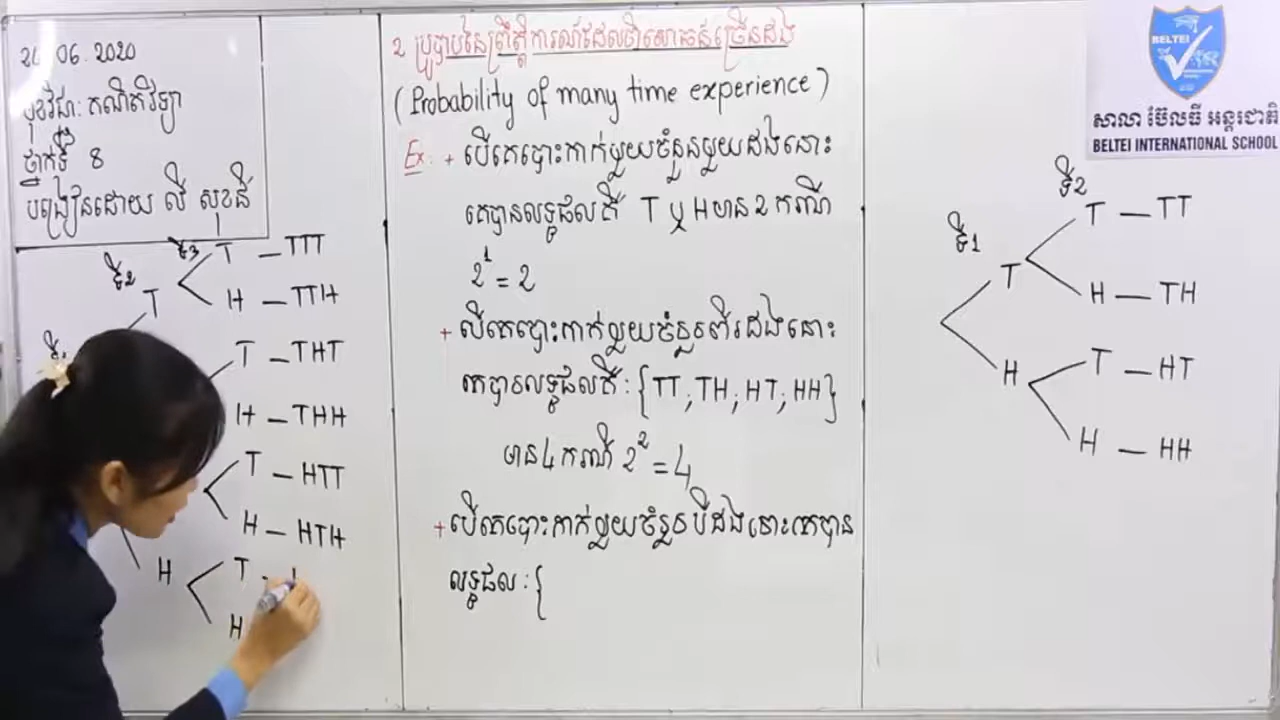 26.06.2020
មុខវិជ្ជា: គណិតវិទ្យា
ថ្នាក់ទី 8
បង្រៀនដោយ លី សុខនី
ទី3 T — TTT
ទី2 T H — TTH
T — THT
H — THH
T — HTT
H — HTH
H T —
H
2 ប្រូបាបនៃព្រឹត្តិការណ៍ដែលពិសោធន៍ច្រើនដង
(Probability of many time experience)
Ex: + បើគេបោះកាក់មួយចំនួនមួយដងនោះ
គេបានលទ្ធផលគឺ T ឬ H មាន 2 ករណី
2¹ = 2
+ បើគេបោះកាក់មួយចំនួនពីរដងនោះ
គេបានលទ្ធផលគឺ: {TT, TH, HT, HH}
មាន 4 ករណី 2² = 4
+ បើគេបោះកាក់មួយចំនួនបីដងនោះគេបាន
លទ្ធផល: {
BELTEI
សាលា ប៊ែលធី អន្តរជាតិ
BELTEI INTERNATIONAL SCHOOL
ទី2
ទី1 T — TT
T
H — TH
H T — HT
H — HH